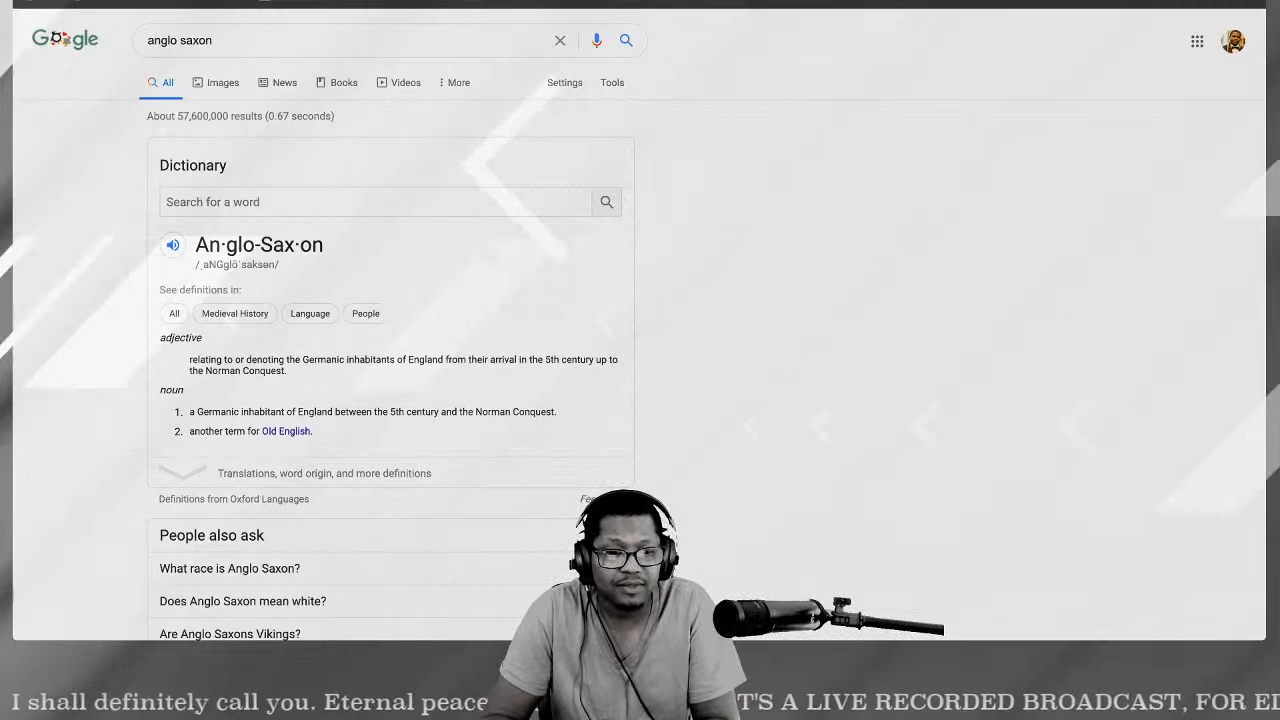 Google
anglo saxon
All Images News Books Videos More Settings Tools
About 57,600,000 results (0.67 seconds)
Dictionary
Search for a word
An·glo-Sax·on
/ˌaNGglōˈsaksən/
See definitions in:
All Medieval History Language People
adjective
relating to or denoting the Germanic inhabitants of England from their arrival in the 5th century up to
the Norman Conquest.
noun
1. a Germanic inhabitant of England between the 5th century and the Norman Conquest.
2. another term for Old English.
Translations, word origin, and more definitions
Definitions from Oxford Languages
People also ask
What race is Anglo Saxon?
Does Anglo Saxon mean white?
Are Anglo Saxons Vikings?
I shall definitely call you. Eternal peace T'S A LIVE RECORDED BROADCAST, FOR